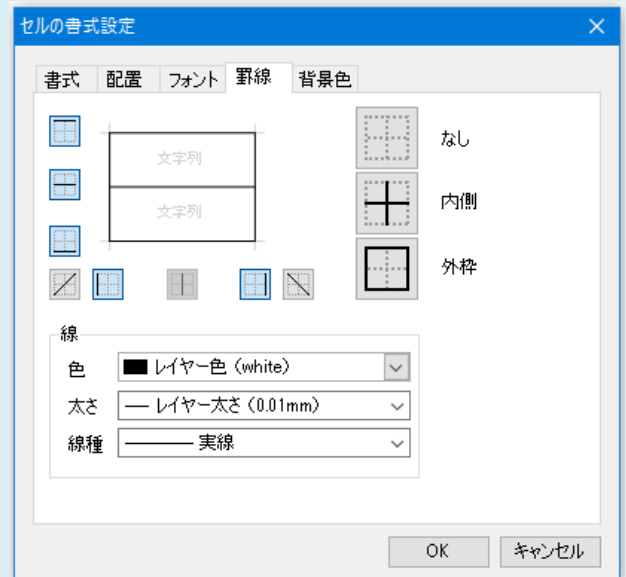 セルの書式設定
書式 配置 フォント 罫線 背景色
文字列
文字列
なし
内側
外枠
線
色 レイヤー色 (white)
太さ レイヤー太さ (0.01mm)
線種 実線
OK キャンセル